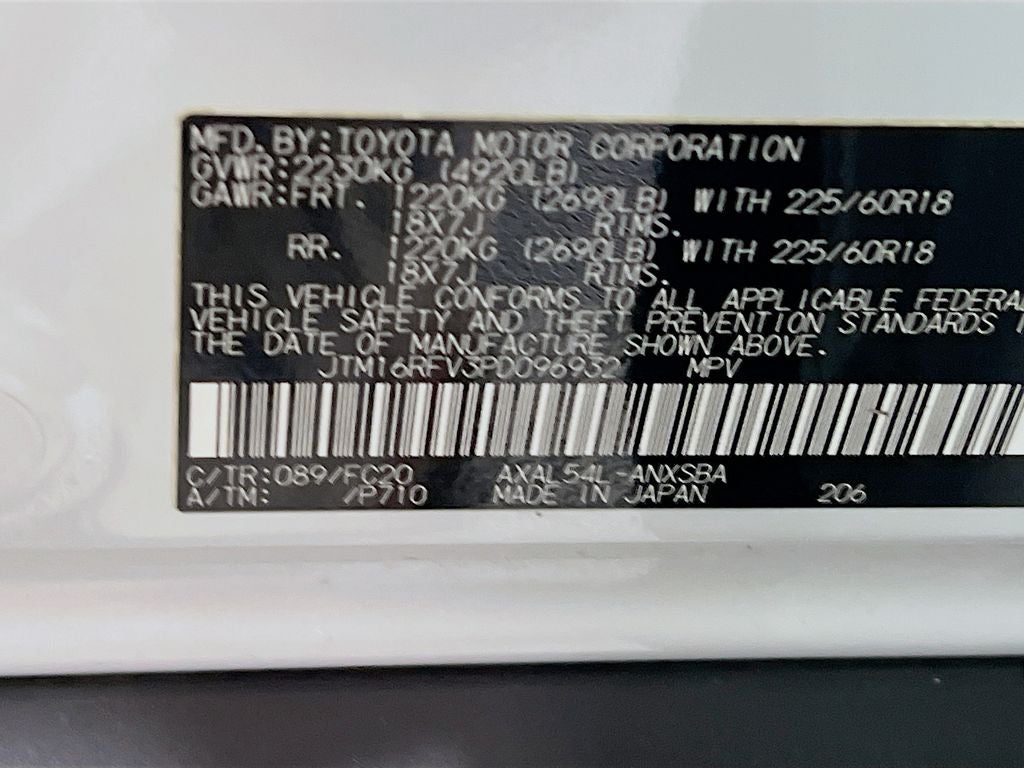 MFD.BY:TOYOTA MOTOR CORPORATION
GVWR:2230KG (4920LB)
GAWR:FRT. 1220KG (2690LB) WITH 225/60R18
18X7J RIMS.
RR. 1220KG (2690LB) WITH 225/60R18
18X7J RIMS.
THIS VEHICLE CONFORMS TO ALL APPLICABLE FEDERA
VEHICLE SAFETY AND THEFT PREVENTION STANDARDS
THE DATE OF MANUFACTURE SHOWN ABOVE.
JTM16RFV3PD096932 MPV
C/TR:089/FC20 AXAL54L-ANXSBA
A/TM: /P710 MADE IN JAPAN 206